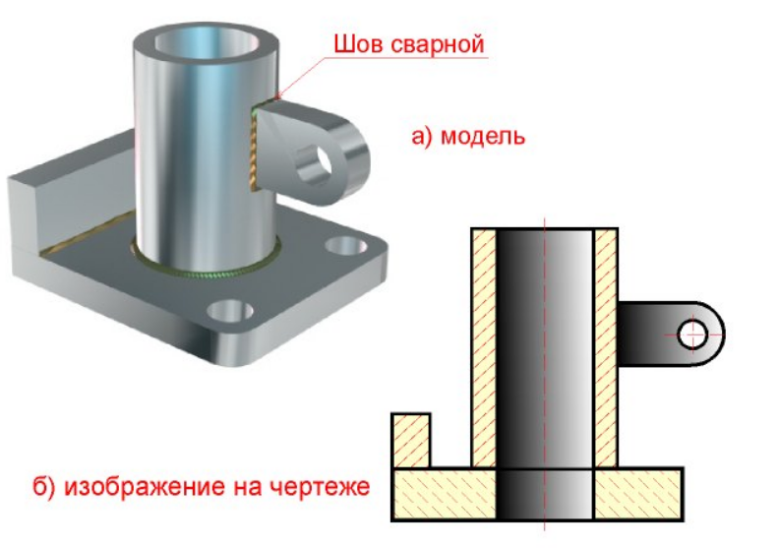 Шов сварной
а) модель
б) изображение на чертеже